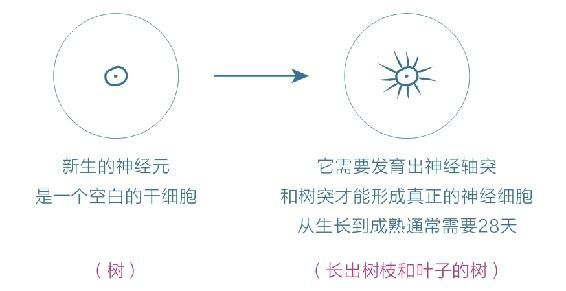 新生的神经元
是一个空白的干细胞
（树）
它需要发育出神经轴突
和树突才能形成真正的神经细胞
从生长到成熟通常需要28天
（长出树枝和叶子的树）